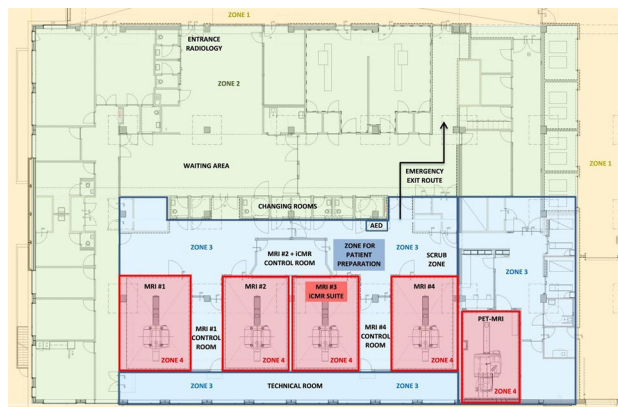 ZONE 1
ENTRANCE
RADIOLOGY
ZONE 2
ZONE 1
WAITING AREA
EMERGENCY
EXIT ROUTE
CHANGING ROOMS
AED
ZONE 3
MRI #2 + iCMR
CONTROL ROOM
ZONE FOR
PATIENT
PREPARATION
ZONE 3
SCRUB
ZONE
ZONE 3
MRI #1
MRI #2
MRI #3
iCMR SUITE
MRI #4
PET-MRI
MRI #1
CONTROL
ROOM
MRI #4
CONTROL
ROOM
ZONE 4
ZONE 4
ZONE 4
ZONE 4
ZONE 3
TECHNICAL ROOM
ZONE 3
ZONE 4